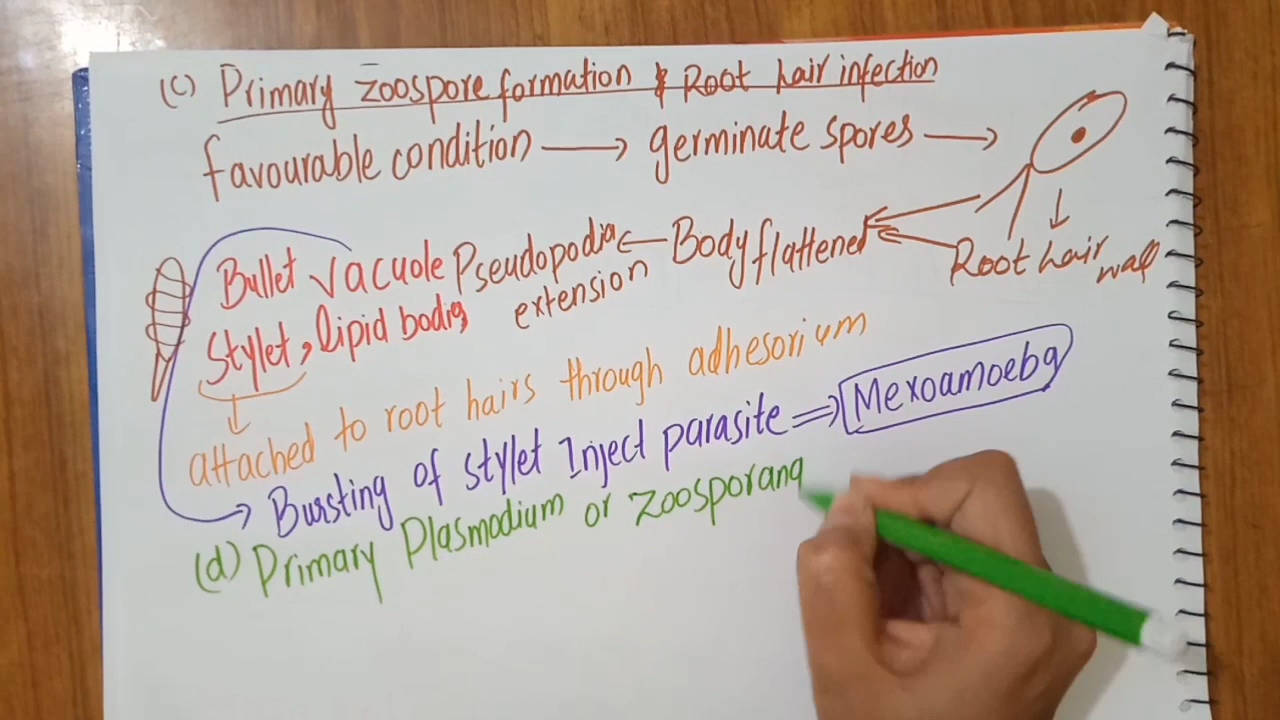 (c) Primary Zoospore formation & Root hair infection
favourable condition → germinate spores →
Root hair wall
Bullet vacuole Pseudopodia ← Body flattened
extension
Stylet, lipid bodies
attached to root hairs through adhesorium
Bursting of stylet Inject parasite ⇒ Mexoamoeba
(d) Primary Plasmodium or Zoosporang